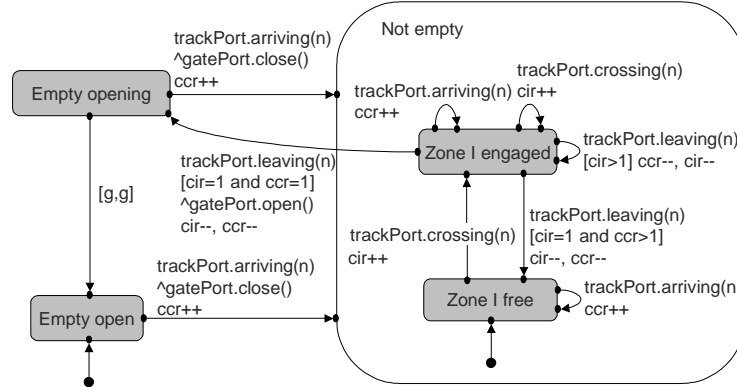 Not empty
trackPort.arriving(n)
^gatePort.close()
ccr++
Empty opening
trackPort.arriving(n)
ccr++
trackPort.crossing(n)
cir++
Zone I engaged
trackPort.leaving(n)
[cir>1] ccr--, cir--
trackPort.leaving(n)
[cir=1 and ccr=1]
^gatePort.open()
cir--, ccr--
[g,g]
trackPort.leaving(n)
[cir=1 and ccr>1]
cir--, ccr--
trackPort.crossing(n)
cir++
trackPort.arriving(n)
^gatePort.close()
ccr++
Empty open
Zone I free
trackPort.arriving(n
ccr++